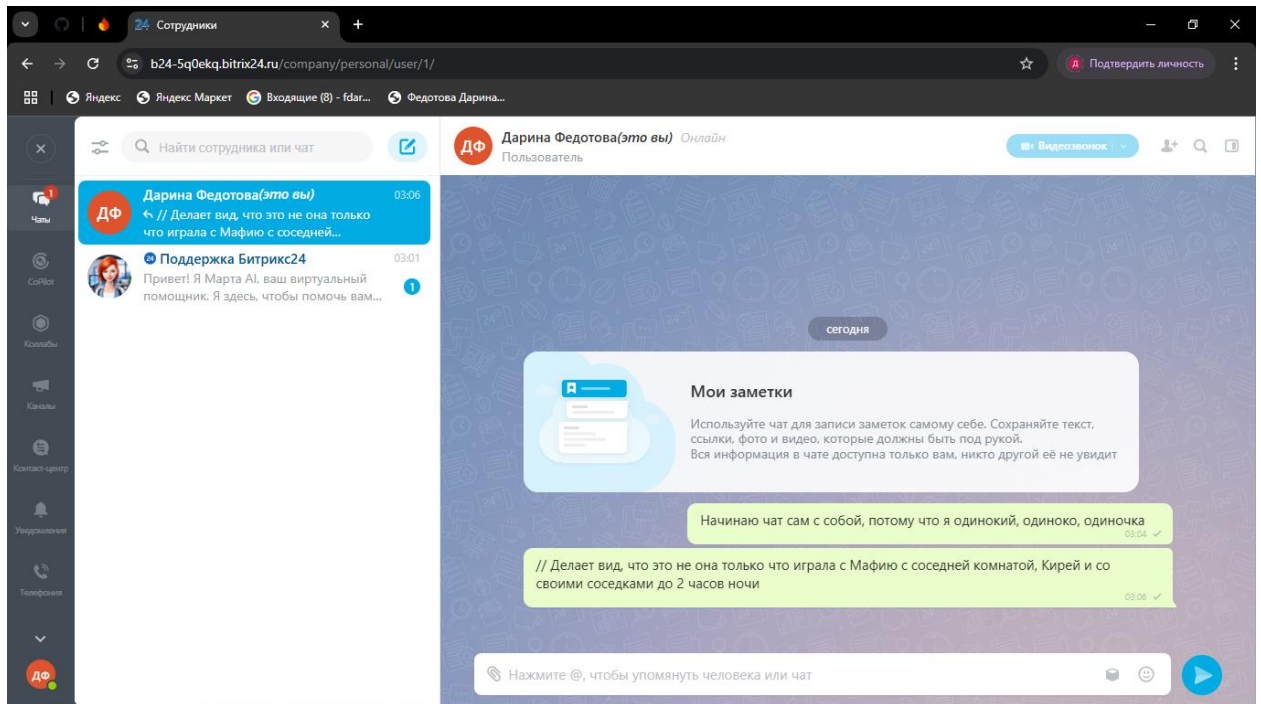 24 Сотрудники
b24-5q0ekq.bitrix24.ru/company/personal/user/1/
Д Подтвердить личность
Яндекс
Яндекс Маркет
Входящие (8) - fdar...
Федотова Дарина...
Найти сотрудника или чат
ДФ
Дарина Федотова(это вы) Онлайн
Пользователь
Видеозвонок
1
Чаты
CoPilot
Коллабы
Каналы
Контакт-центр
Уведомления
Телефония
ДФ
ДФ
Дарина Федотова(это вы) 03:06
// Делает вид, что это не она только
что играла с Мафию с соседней...
24 Поддержка Битрикс24 03:01
Привет! Я Марта AI, ваш виртуальный
помощник. Я здесь, чтобы помочь вам...
1
сегодня
Мои заметки
Используйте чат для записи заметок самому себе. Сохраняйте текст,
ссылки, фото и видео, которые должны быть под рукой.
Вся информация в чате доступна только вам, никто другой её не увидит
Начинаю чат сам с собой, потому что я одинокий, одиноко, одиночка
03:04
// Делает вид, что это не она только что играла с Мафию с соседней комнатой, Кирей и со
своими соседками до 2 часов ночи
03:06
Нажмите @, чтобы упомянуть человека или чат